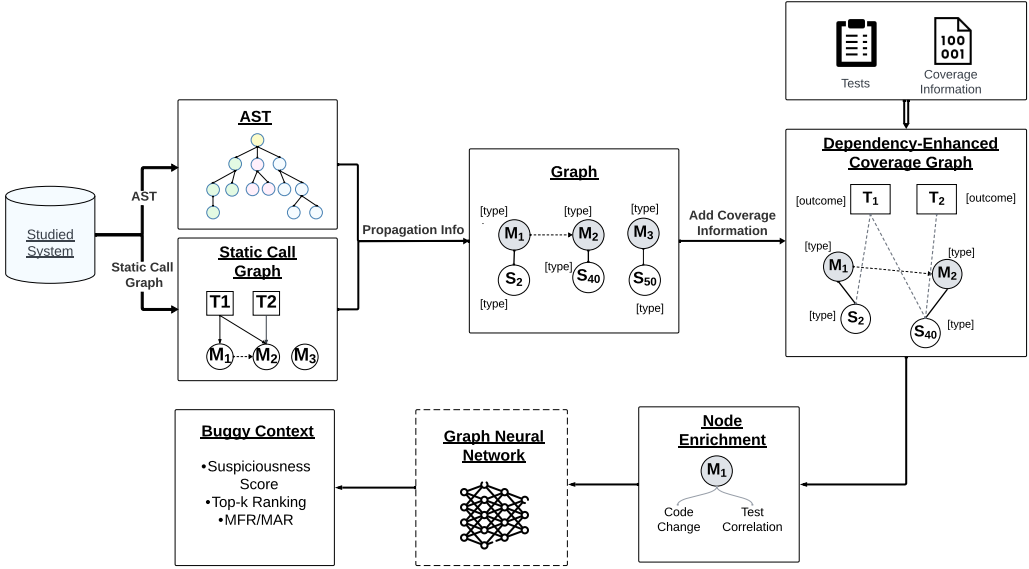 Tests
Coverage
Information
AST
Dependency-Enhanced
Coverage Graph
Graph
T1
T2
[outcome]
[outcome]
[type]
[type]
[type]
M1
M2
M3
AST
Propagation Info
Add Coverage
Information
Studied
System
Static Call
Graph
Static Call
Graph
[type]
[type]
M1
M2
[type]
S2
S40
S50
[type]
[type]
T1
T2
[type]
S2
S40
[type]
M1
M2
M3
Buggy Context
Graph Neural
Network
Node
Enrichment
•Suspiciousness
Score
•Top-k Ranking
•MFR/MAR
M1
Code
Change
Test
Correlation